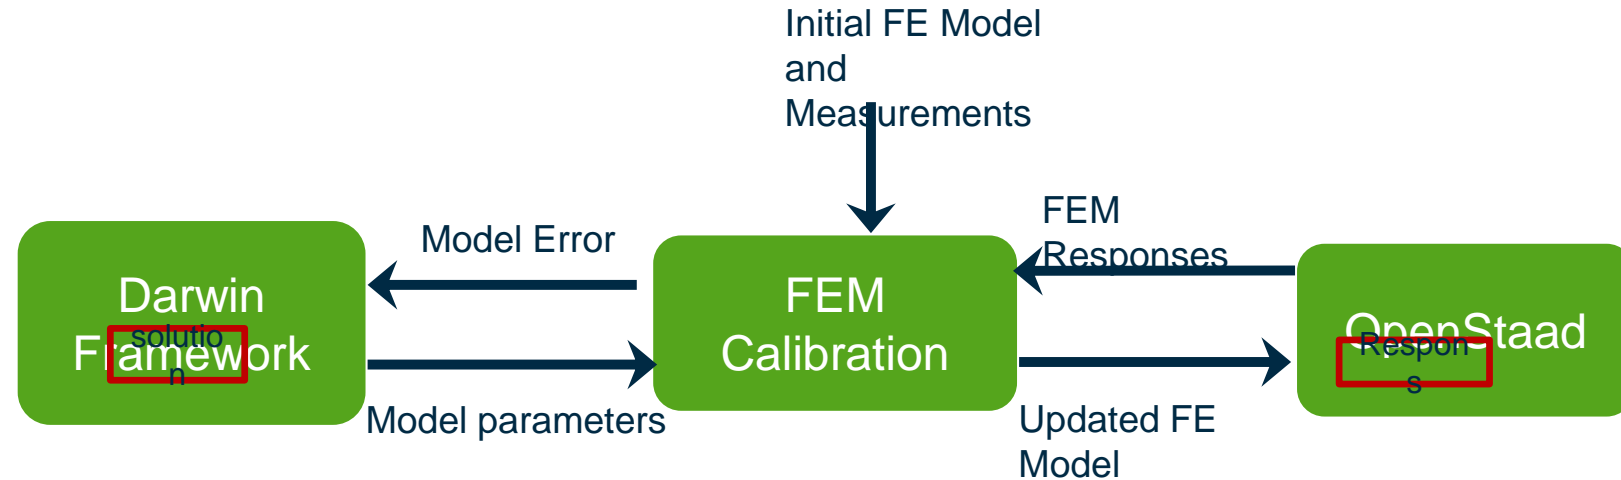 Initial FE Model
and
Measurements
Model Error
FEM
Responses
Darwin
Framework
solutio
n
FEM
Calibration
OpenStaad
Respon
s
Model parameters
Updated FE
Model